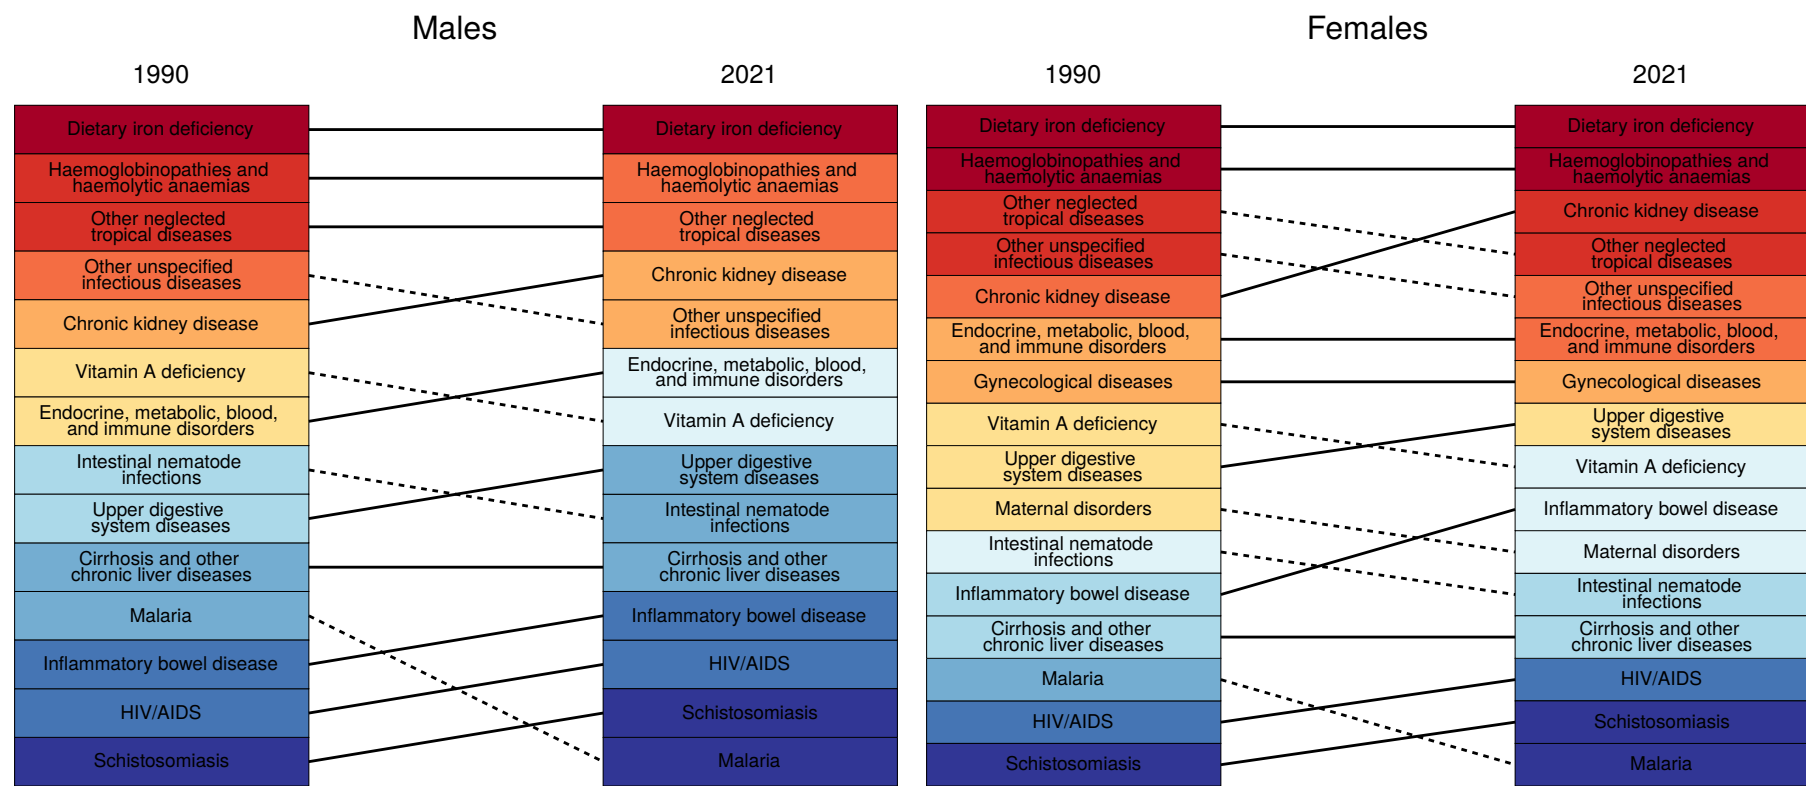 Males
1990
2021
Dietary iron deficiency
Haemoglobinopathies and
haemolytic anaemias
Other neglected
tropical diseases
Other unspecified
infectious diseases
Chronic kidney disease
Vitamin A deficiency
Endocrine, metabolic, blood,
and immune disorders
Intestinal nematode
infections
Upper digestive
system diseases
Cirrhosis and other
chronic liver diseases
Malaria
Inflammatory bowel disease
HIV/AIDS
Schistosomiasis
Dietary iron deficiency
Haemoglobinopathies and
haemolytic anaemias
Other neglected
tropical diseases
Chronic kidney disease
Other unspecified
infectious diseases
Endocrine, metabolic, blood,
and immune disorders
Vitamin A deficiency
Upper digestive
system diseases
Intestinal nematode
infections
Cirrhosis and other
chronic liver diseases
Inflammatory bowel disease
HIV/AIDS
Schistosomiasis
Malaria
Females
1990
2021
Dietary iron deficiency
Haemoglobinopathies and
haemolytic anaemias
Other neglected
tropical diseases
Other unspecified
infectious diseases
Chronic kidney disease
Endocrine, metabolic, blood,
and immune disorders
Gynecological diseases
Vitamin A deficiency
Upper digestive
system diseases
Maternal disorders
Intestinal nematode
infections
Inflammatory bowel disease
Cirrhosis and other
chronic liver diseases
Malaria
HIV/AIDS
Schistosomiasis
Dietary iron deficiency
Haemoglobinopathies and
haemolytic anaemias
Chronic kidney disease
Other neglected
tropical diseases
Other unspecified
infectious diseases
Endocrine, metabolic, blood,
and immune disorders
Gynecological diseases
Upper digestive
system diseases
Vitamin A deficiency
Inflammatory bowel disease
Maternal disorders
Intestinal nematode
infections
Cirrhosis and other
chronic liver diseases
HIV/AIDS
Schistosomiasis
Malaria